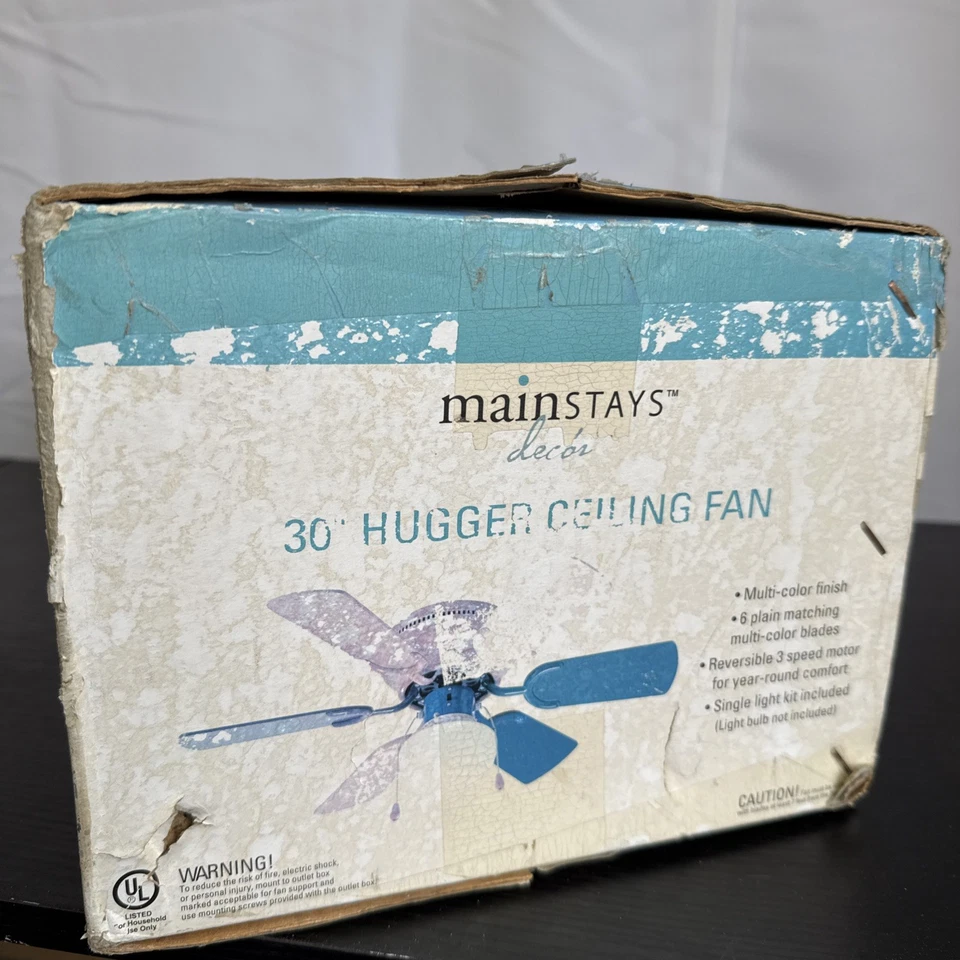 mainSTAYS™
decór
30" HUGGER CEILING FAN
• Multi-color finish
• 6 plain matching
multi-color blades
• Reversible 3 speed motor
for year-round comfort
• Single light kit included
(Light bulb not included)
CAUTION!
WARNING!
To reduce the risk of fire, electric shock,
or personal injury, mount to outlet box
marked acceptable for fan support and
use mounting screws provided with the outlet box.
UL
LISTED
For Household
Use Only